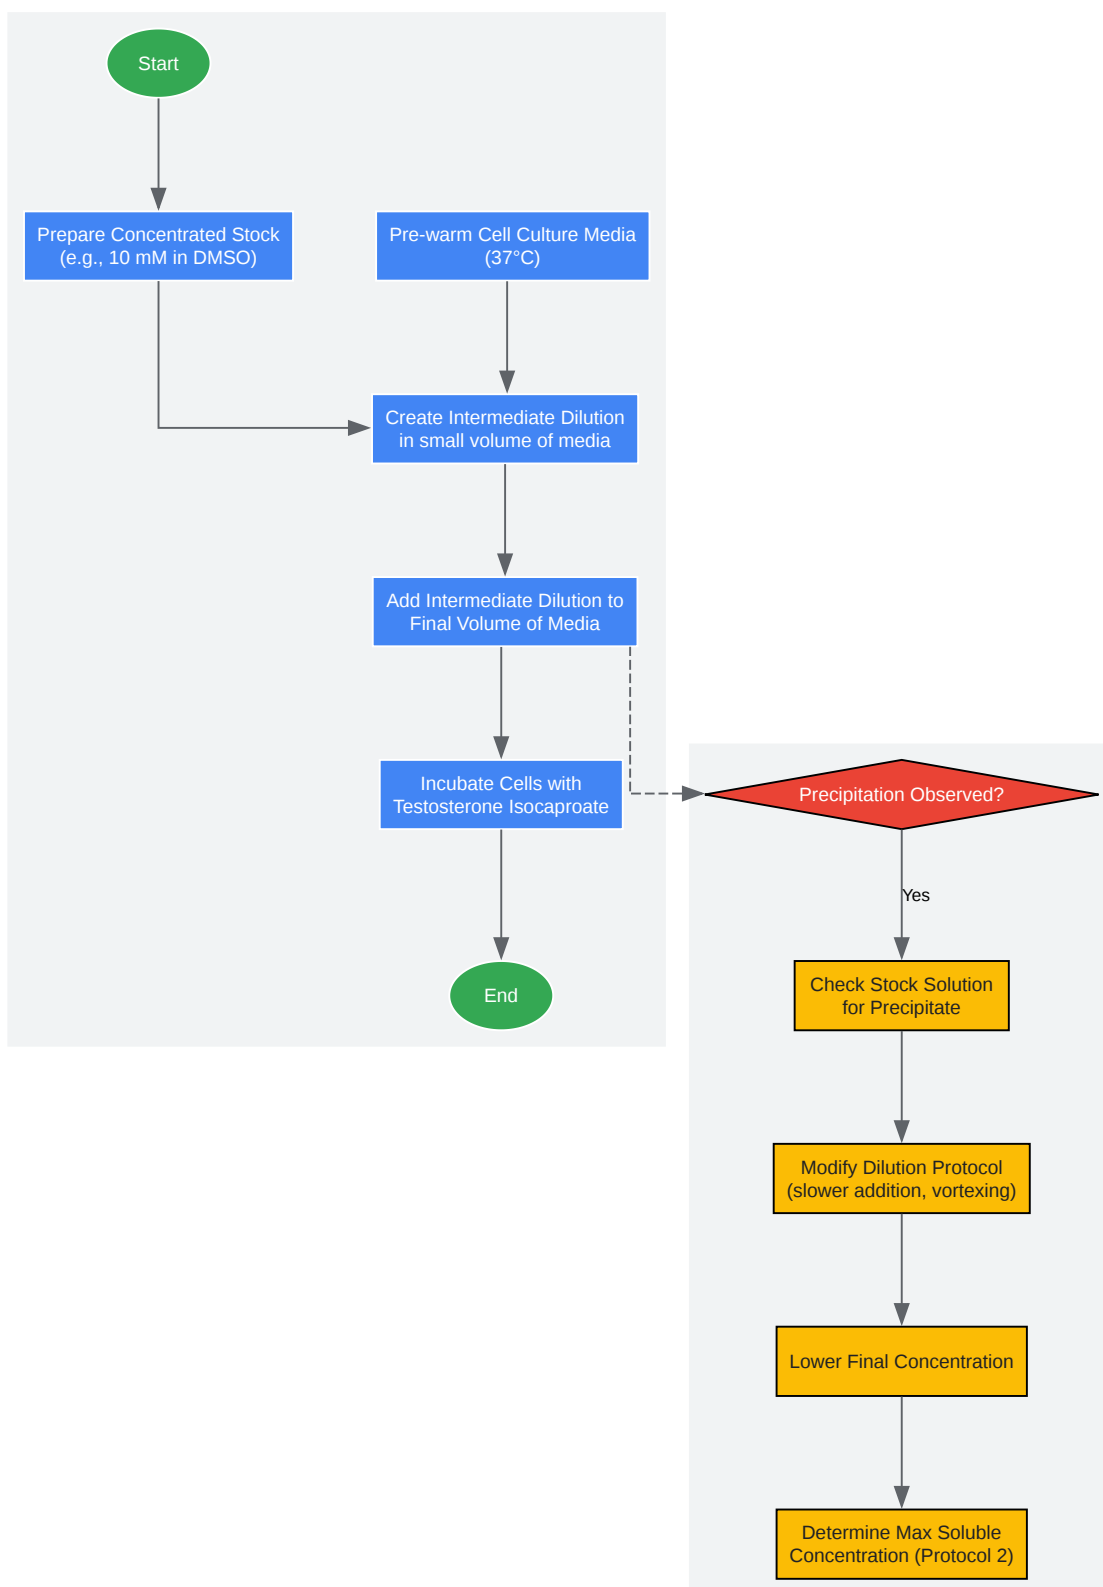 Start
Prepare Concentrated Stock
(e.g., 10 mM in DMSO)
Pre-warm Cell Culture Media
(37°C)
Create Intermediate Dilution
in small volume of media
Add Intermediate Dilution to
Final Volume of Media
Incubate Cells with
Testosterone Isocaproate
End
Precipitation Observed?
Yes
Check Stock Solution
for Precipitate
Modify Dilution Protocol
(slower addition, vortexing)
Lower Final Concentration
Determine Max Soluble
Concentration (Protocol 2)